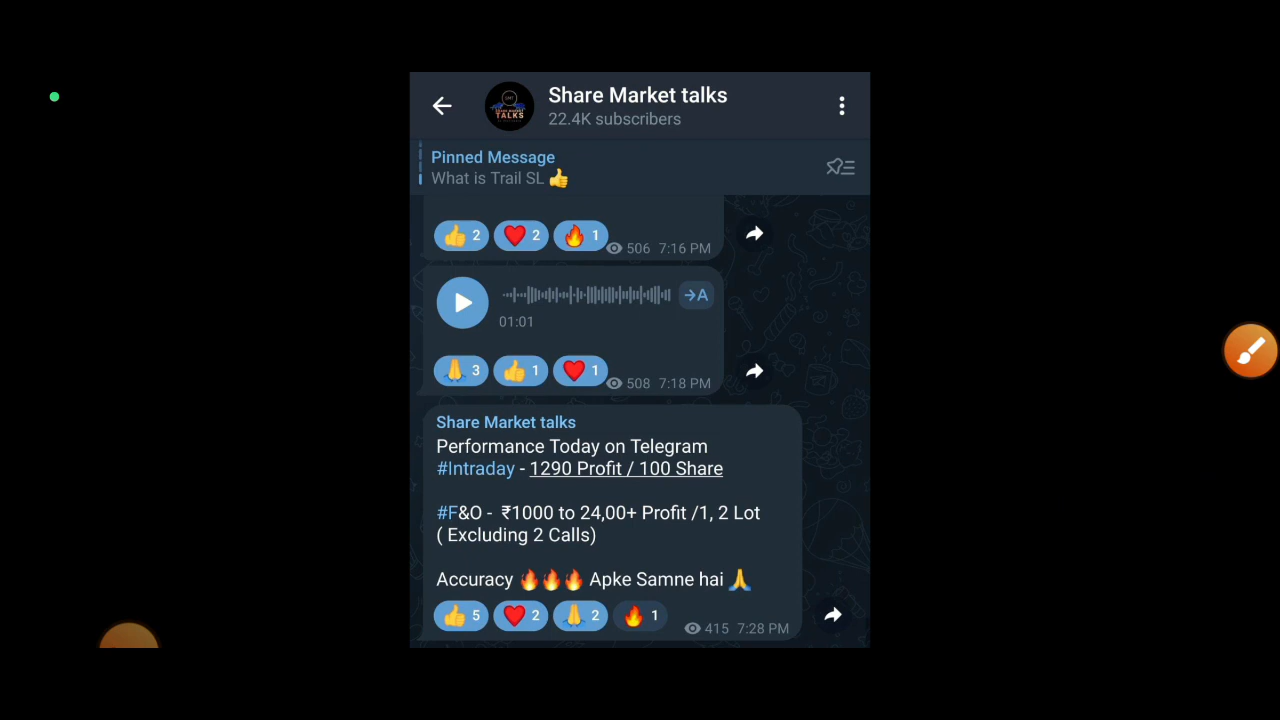 Share Market talks
22.4K subscribers
Pinned Message
What is Trail SL 👍
👍 2 ❤️ 2 🔥 1 506 7:16 PM
→A
01:01
🙏 3 👍 1 ❤️ 1 508 7:18 PM
Share Market talks
Performance Today on Telegram
#Intraday - 1290 Profit / 100 Share
#F&O - ₹1000 to 24,00+ Profit /1, 2 Lot
( Excluding 2 Calls)
Accuracy 🔥🔥🔥 Apke Samne hai 🙏
👍 5 ❤️ 2 🙏 2 🔥 1 415 7:28 PM